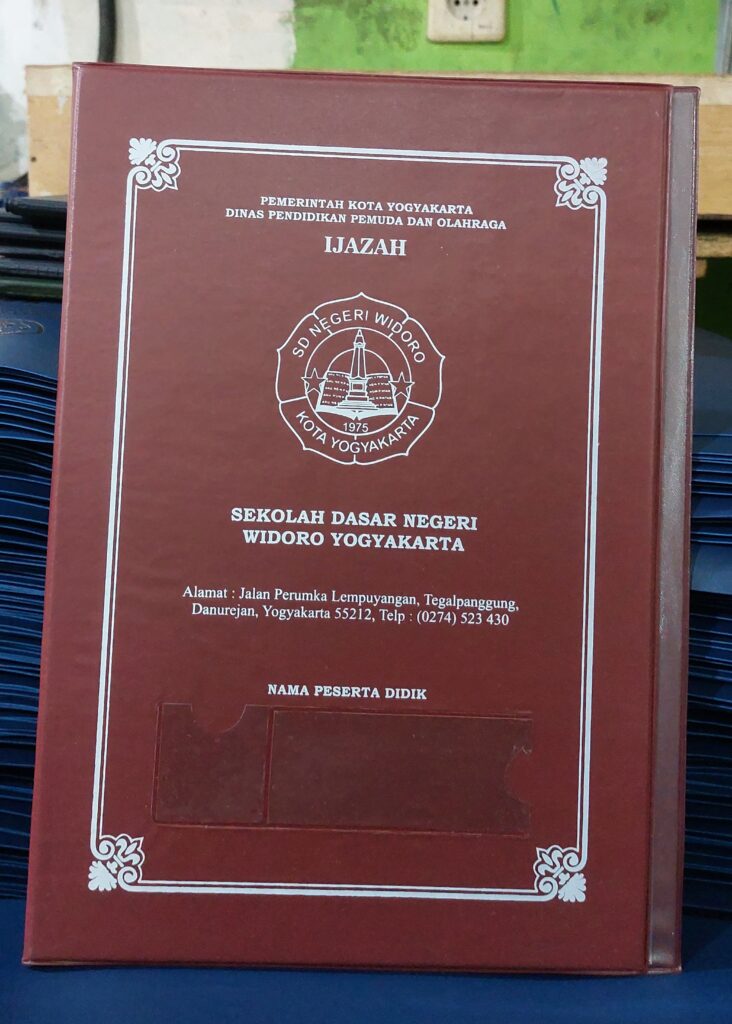 PEMERINTAH KOTA YOGYAKARTA
DINAS PENDIDIKAN PEMUDA DAN OLAHRAGA
IJAZAH
SD NEGERI WIDORO
1975
KOTA YOGYAKARTA
SEKOLAH DASAR NEGERI
WIDORO YOGYAKARTA
Alamat : Jalan Perumka Lempuyangan, Tegalpanggung,
Danurejan, Yogyakarta 55212, Telp : (0274) 523 430
NAMA PESERTA DIDIK